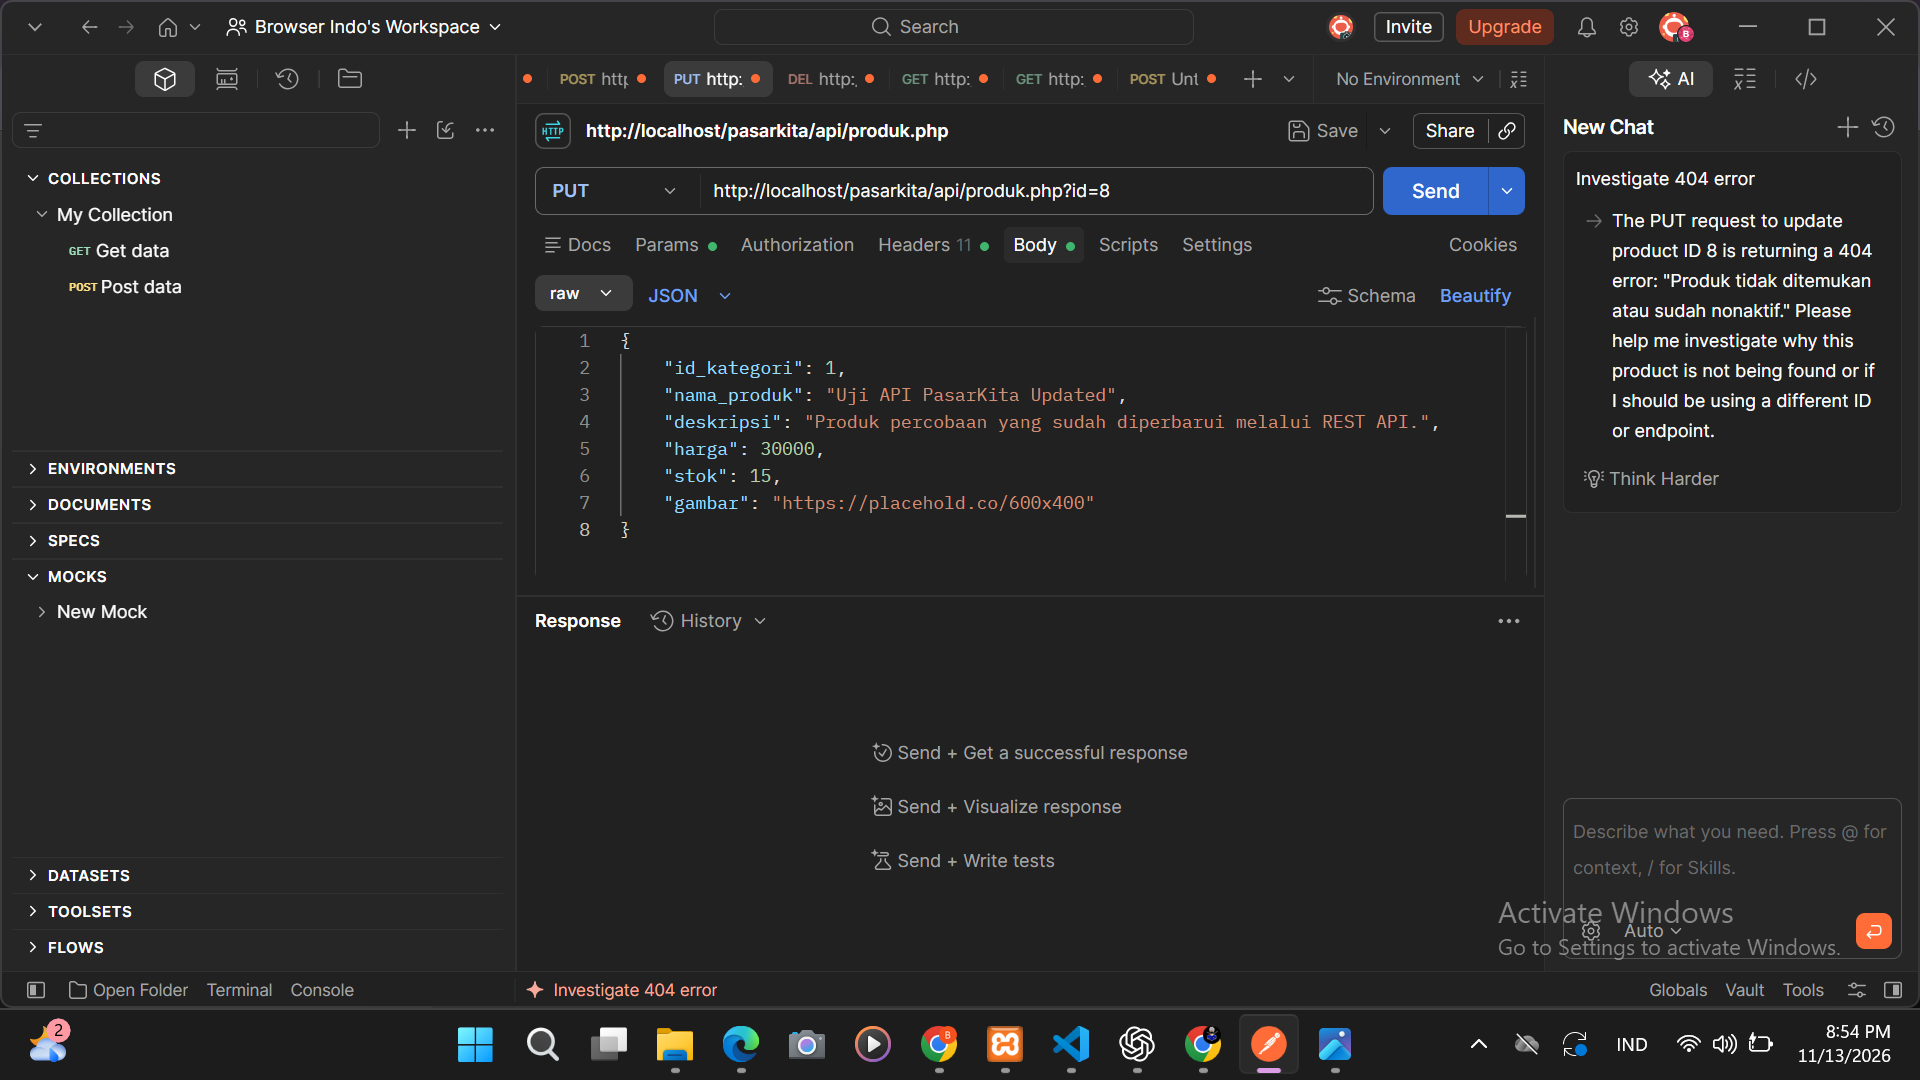 Browser Indo's Workspace
Search
Invite
Upgrade
B
POST http
PUT http:
DEL http:
GET http:
GET http:
POST Unt
No Environment
AI
HTTP
http://localhost/pasarkita/api/produk.php
Save
Share
New Chat
COLLECTIONS
My Collection
GET Get data
POST Post data
ENVIRONMENTS
DOCUMENTS
SPECS
MOCKS
New Mock
DATASETS
TOOLSETS
FLOWS
PUT
http://localhost/pasarkita/api/produk.php?id=8
Send
Docs
Params
Authorization
Headers 11
Body
Scripts
Settings
Cookies
raw
JSON
Schema
Beautify
1 {
2 "id_kategori": 1,
3 "nama_produk": "Uji API PasarKita Updated",
4 "deskripsi": "Produk percobaan yang sudah diperbarui melalui REST API.",
5 "harga": 30000,
6 "stok": 15,
7 "gambar": "https://placehold.co/600x400"
8 }
Response
History
Send + Get a successful response
Send + Visualize response
Send + Write tests
Investigate 404 error
The PUT request to update
product ID 8 is returning a 404
error: "Produk tidak ditemukan
atau sudah nonaktif." Please
help me investigate why this
product is not being found or if
I should be using a different ID
or endpoint.
Think Harder
Describe what you need. Press @ for
context, / for Skills.
Auto
Activate Windows
Go to Settings to activate Windows.
Open Folder
Terminal
Console
Investigate 404 error
Globals
Vault
Tools
2
B
IND
8:54 PM
11/13/2026